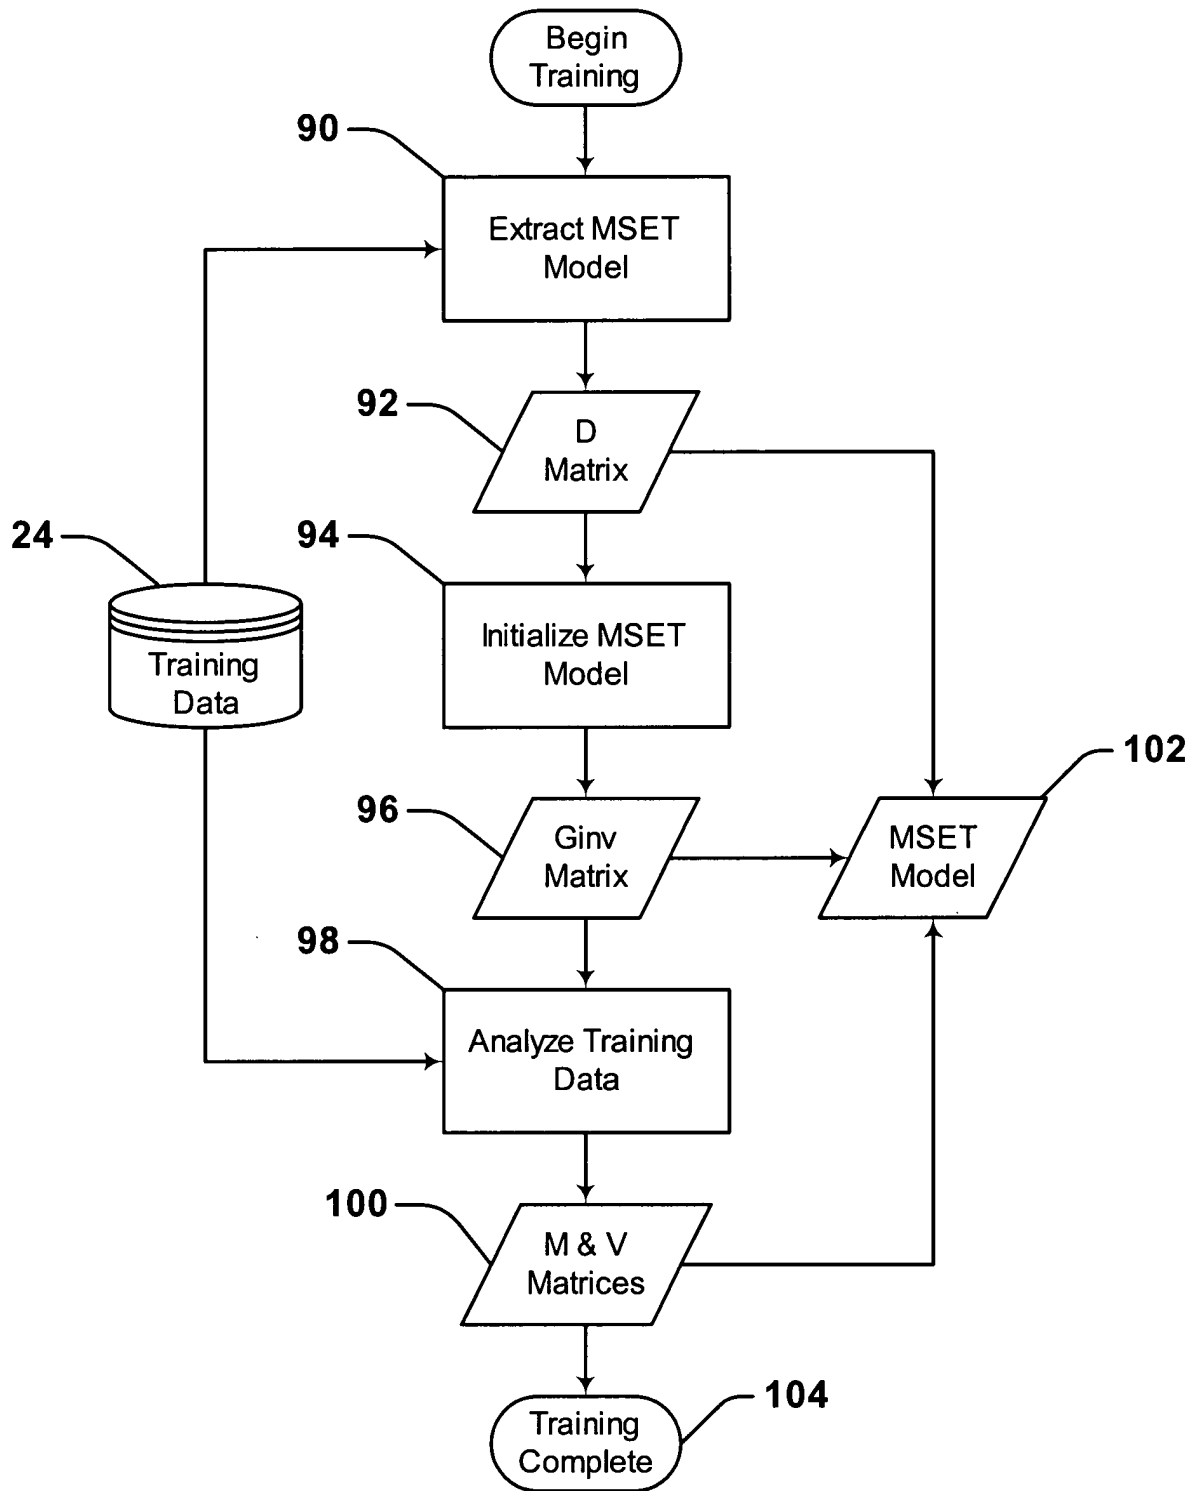 Begin
Training
90
Extract MSET
Model
92
D
Matrix
24
94
Training
Data
Initialize MSET
Model
102
96
Ginv
Matrix
MSET
Model
98
Analyze Training
Data
100
M & V
Matrices
104
Training
Complete